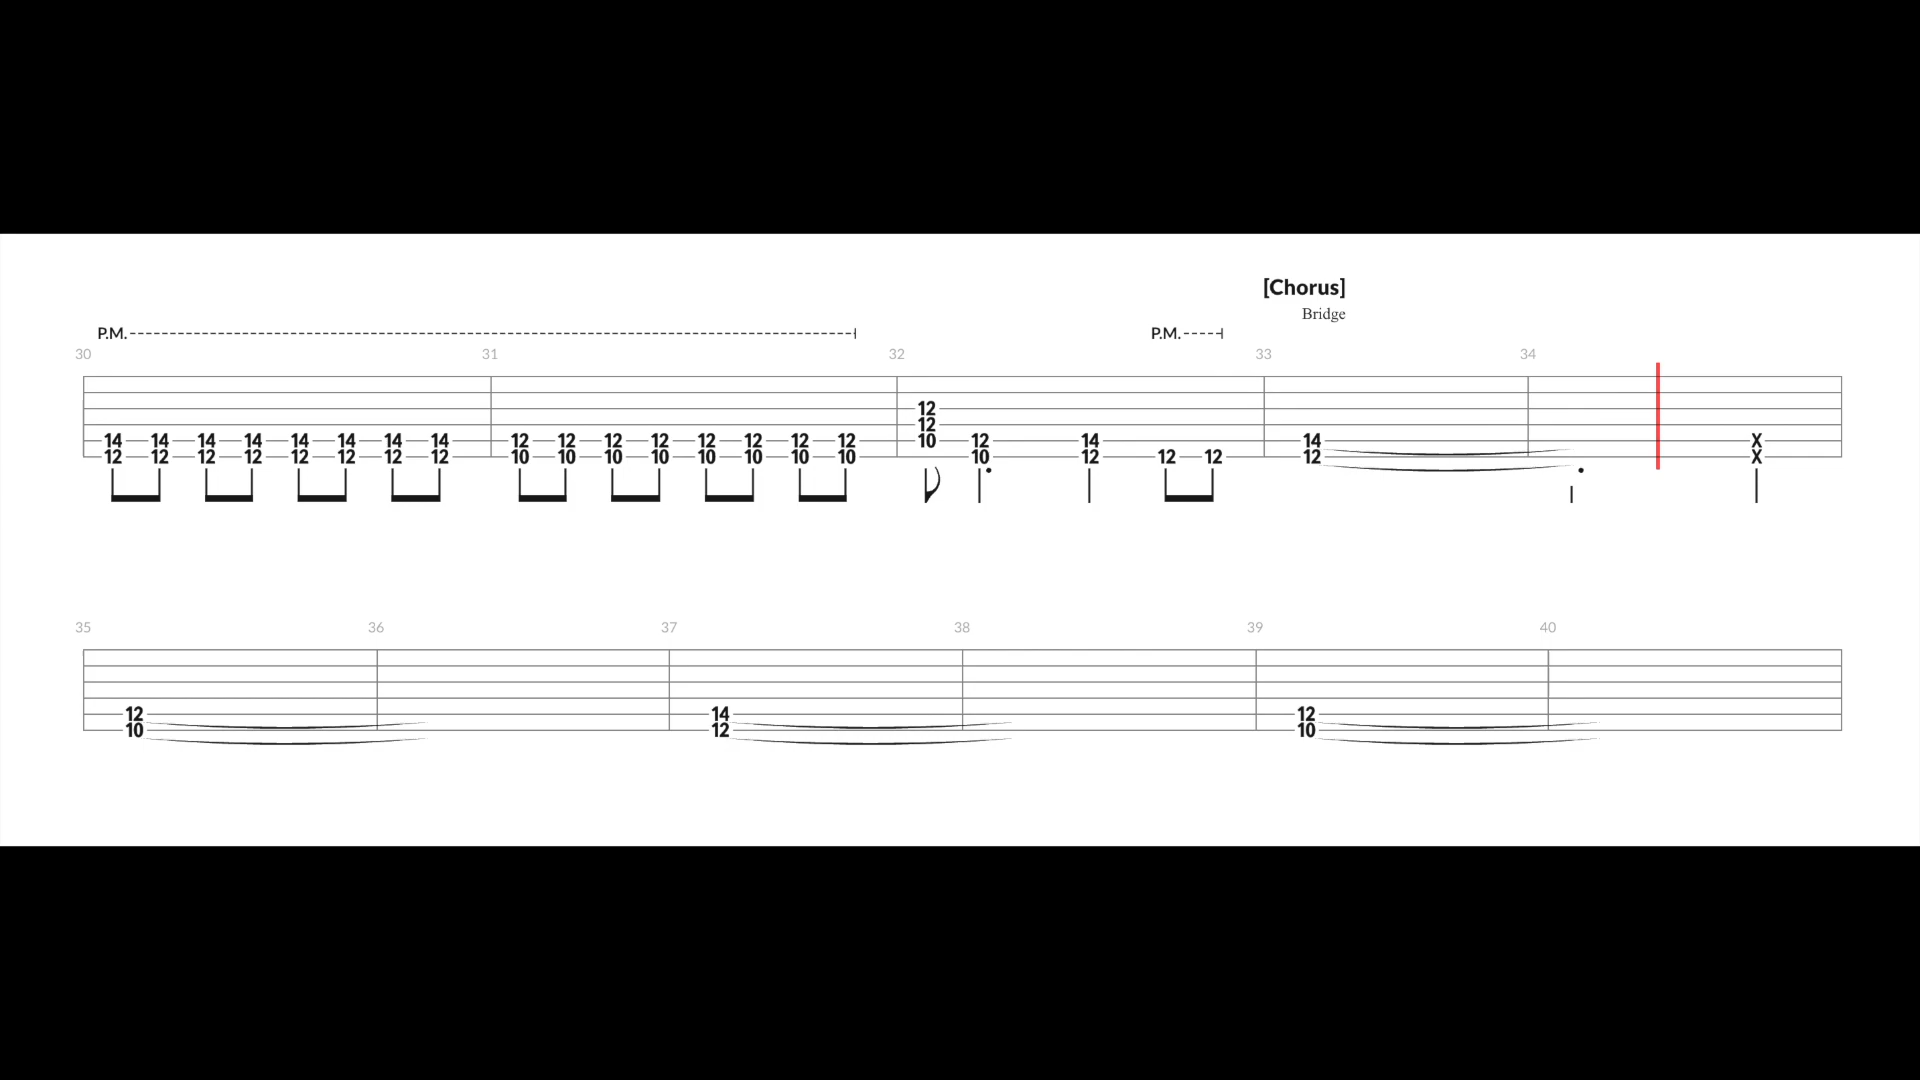 [Chorus]
Bridge
P.M. P.M.
30 31 32 33 34
12
12
14 14 14 14 14 14 14 14 12 12 12 12 12 12 12 12 10 12 14 14 X
12 12 12 12 12 12 12 12 10 10 10 10 10 10 10 10 10 12 12 12 12 X
35 36 37 38 39 40
12 14 12
10 12 10